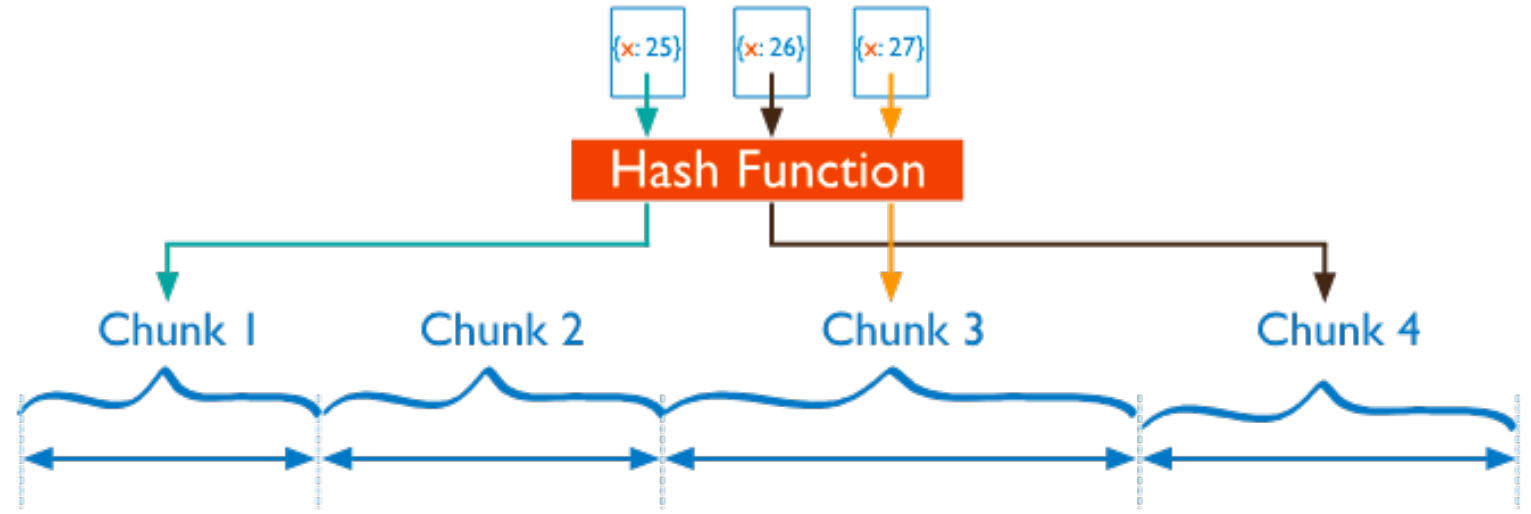 {x: 25} {x: 26} {x: 27}
Hash Function
Chunk 1 Chunk 2 Chunk 3 Chunk 4